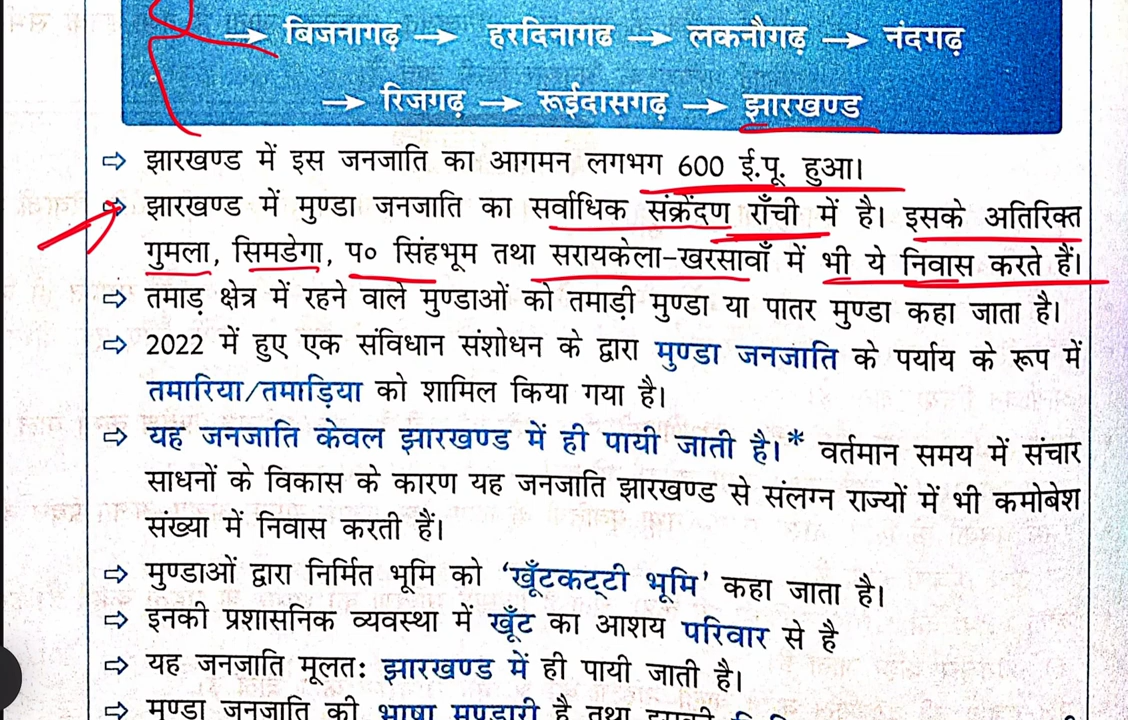 → बिजनागढ़ → हरदिनागढ → लकनौगढ़ → नंदगढ़
→ रिजगढ़ → रूईदासगढ़ → झारखण्ड
⇨ झारखण्ड में इस जनजाति का आगमन लगभग 600 ई.पू. हुआ।
⇨ झारखण्ड में मुण्डा जनजाति का सर्वाधिक संक्रेंदण राँची में है। इसके अतिरिक्त
गुमला, सिमडेगा, प० सिंहभूम तथा सरायकेला-खरसावाँ में भी ये निवास करते हैं।
⇨ तमाड़ क्षेत्र में रहने वाले मुण्डाओं को तमाड़ी मुण्डा या पातर मुण्डा कहा जाता है।
⇨ 2022 में हुए एक संविधान संशोधन के द्वारा मुण्डा जनजाति के पर्याय के रूप में
तमारिया/तमाड़िया को शामिल किया गया है।
⇨ यह जनजाति केवल झारखण्ड में ही पायी जाती है।* वर्तमान समय में संचार
साधनों के विकास के कारण यह जनजाति झारखण्ड से संलग्न राज्यों में भी कमोबेश
संख्या में निवास करती हैं।
⇨ मुण्डाओं द्वारा निर्मित भूमि को ‘खूँटकट्टी भूमि’ कहा जाता है।
⇨ इनकी प्रशासनिक व्यवस्था में खूँट का आशय परिवार से है
⇨ यह जनजाति मूलत: झारखण्ड में ही पायी जाती है।
⇨ मुण्डा जनजाति की भाषा मुण्डारी है तथा